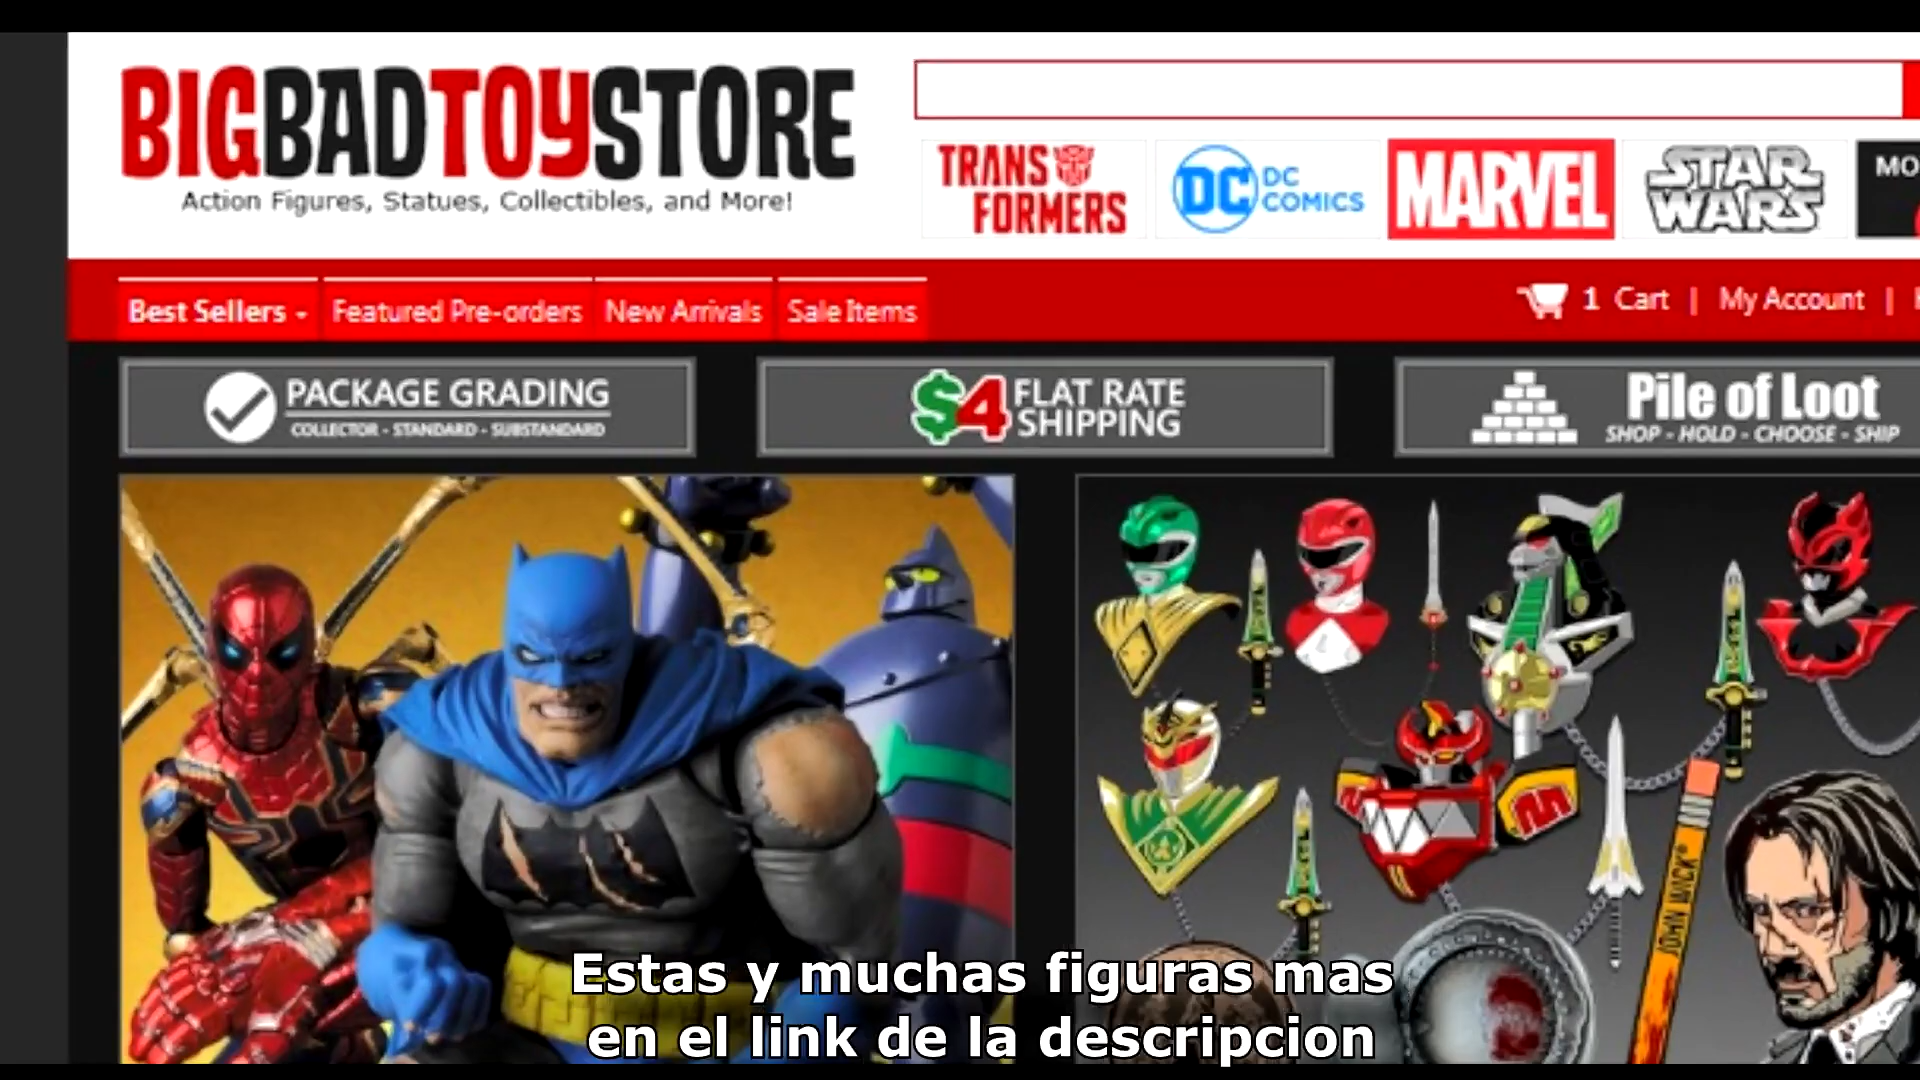 BIGBADTOYSTORE
Action Figures, Statues, Collectibles, and More!
TRANS
FORMERS
DC
DC
COMICS
MARVEL
STAR
WARS
Best Sellers
Featured Pre-orders
New Arrivals
Sale Items
1 Cart | My Account |
PACKAGE GRADING
COLLECTOR - STANDARD - SUBSTANDARD
$4 FLAT RATE
SHIPPING
Pile of Loot
SHOP - HOLD - CHOOSE - SHIP
JOHN WICK
Estas y muchas figuras mas
en el link de la descripcion